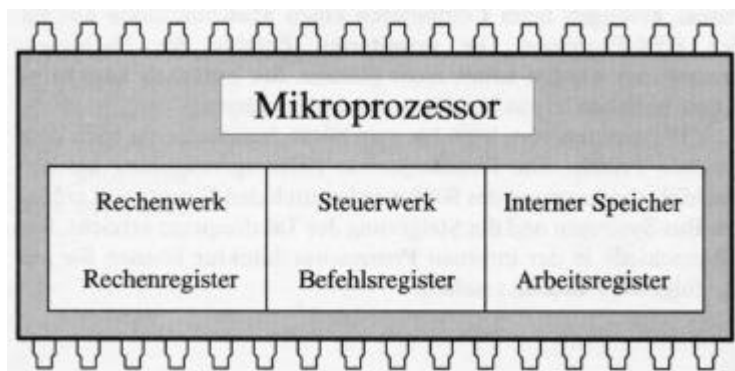 Mikroprozessor
Rechenwerk Steuerwerk Interner Speicher
Rechenregister Befehlsregister Arbeitsregister